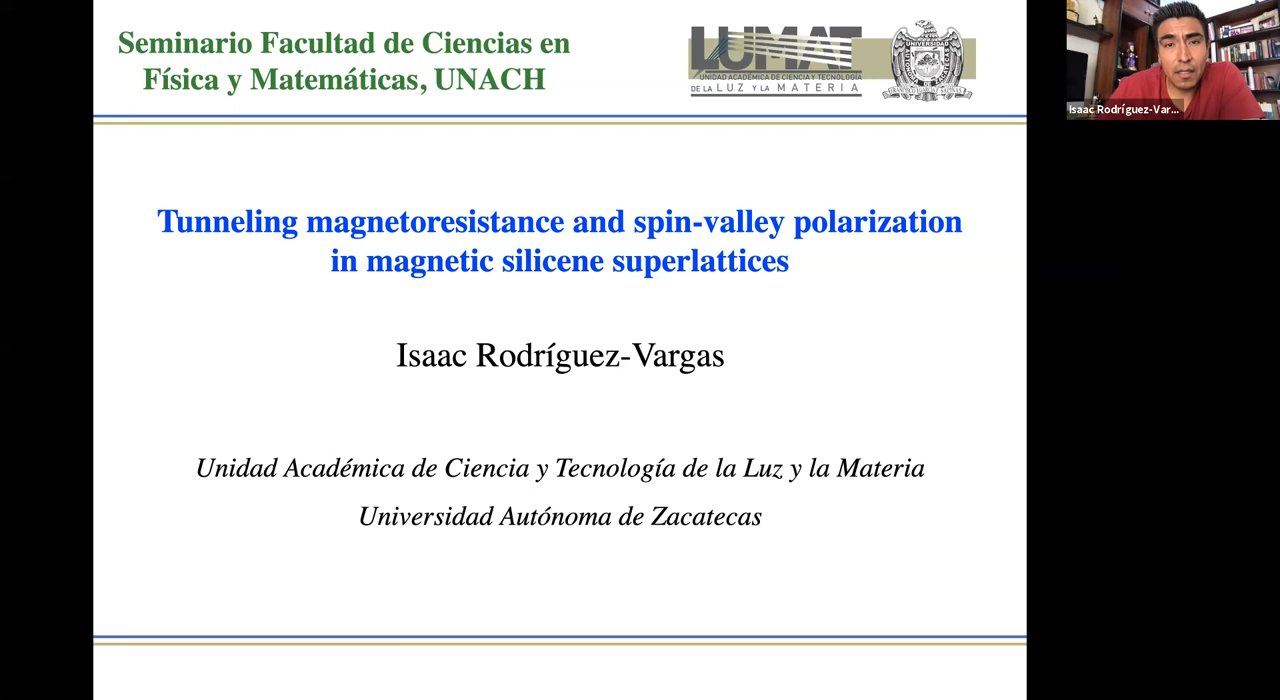 Seminario Facultad de Ciencias en
Física y Matemáticas, UNACH
LUMAT
UNIDAD ACADÉMICA DE CIENCIA Y TECNOLOGÍA
DE LA LUZ Y LA MATERIA
Isaac Rodríguez-Var...
Tunneling magnetoresistance and spin-valley polarization
in magnetic silicene superlattices
Isaac Rodríguez-Vargas
Unidad Académica de Ciencia y Tecnología de la Luz y la Materia
Universidad Autónoma de Zacatecas